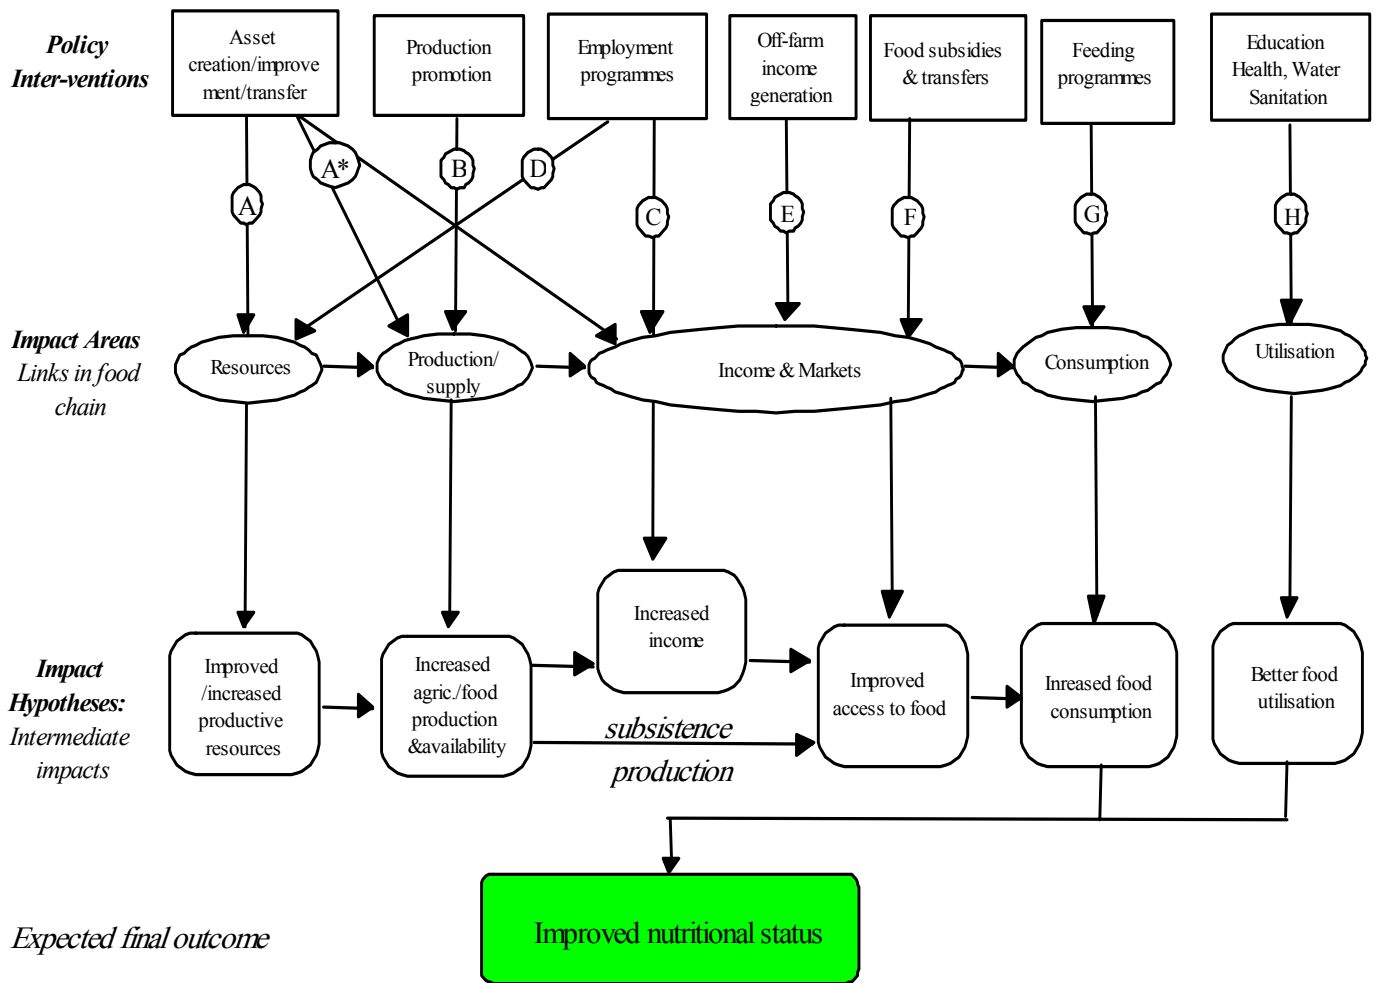 Policy
Inter-ventions
Asset
creation/improve
ment/transfer
Production
promotion
Employment
programmes
Off-farm
income
generation
Food subsidies
& transfers
Feeding
programmes
Education
Health, Water
Sanitation
A
A*
B
D
C
E
F
G
H
Impact Areas
Links in food
chain
Resources
Production/
supply
Income & Markets
Consumption
Utilisation
Impact
Hypotheses:
Intermediate
impacts
Improved
/increased
productive
resources
Increased
agric./food
production
&availability
Increased
income
subsistence
production
Improved
access to food
Inreased food
consumption
Better food
utilisation
Expected final outcome
Improved nutritional status